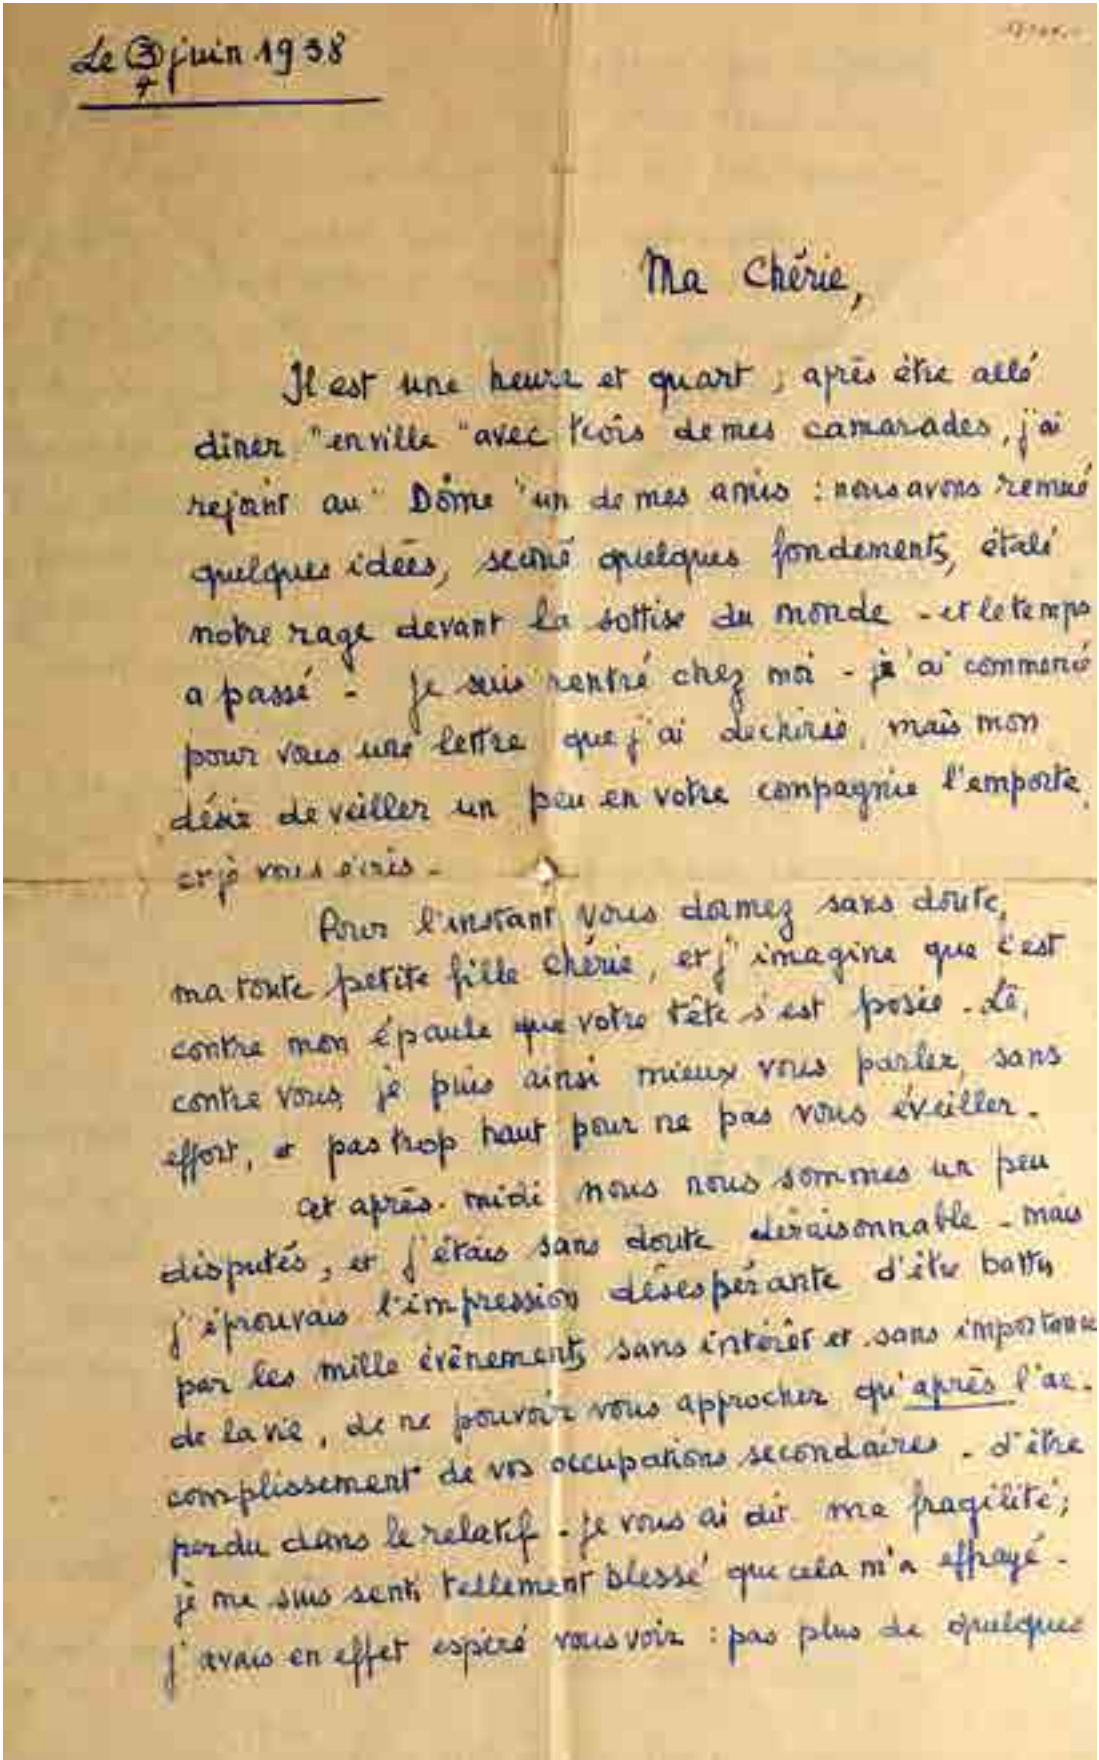 Le 3 juin 1938
4
Ma Chérie,
Il est une heure et quart ; après être allé
diner "en ville" avec trois de mes camarades, j'ai
rejoint au "Dôme" un de mes amis : nous avons remué
quelques idées, scruté quelques fondements, étalé
notre rage devant la sottise du monde - et le temps
a passé - Je suis rentré chez moi - j'ai commencé
pour vous une lettre que j'ai déchirée, mais mon
désir de veiller un peu en votre compagnie l'emporte,
et je vous écris -
Pour l'instant vous dormez sans doute,
ma toute petite fille chérie, et j'imagine que c'est
contre mon épaule que votre tête s'est posée - Là,
contre vous, je puis ainsi mieux vous parler, sans
effort, et pas trop haut pour ne pas vous éveiller -
Cet après-midi nous nous sommes un peu
disputés, et j'étais sans doute déraisonnable - mais
j'éprouvais l'impression désespérante d'être battu
par les mille évènements sans intérêt et sans importance
de la vie, de ne pouvoir vous approcher qu'après l'ac-
complissement de vos occupations secondaires - d'être
perdu dans le relatif - je vous ai dit ma fragilité ;
je me suis senti tellement blessé que cela m'a effrayé -
J'avais en effet espéré vous voir : pas plus de quelques